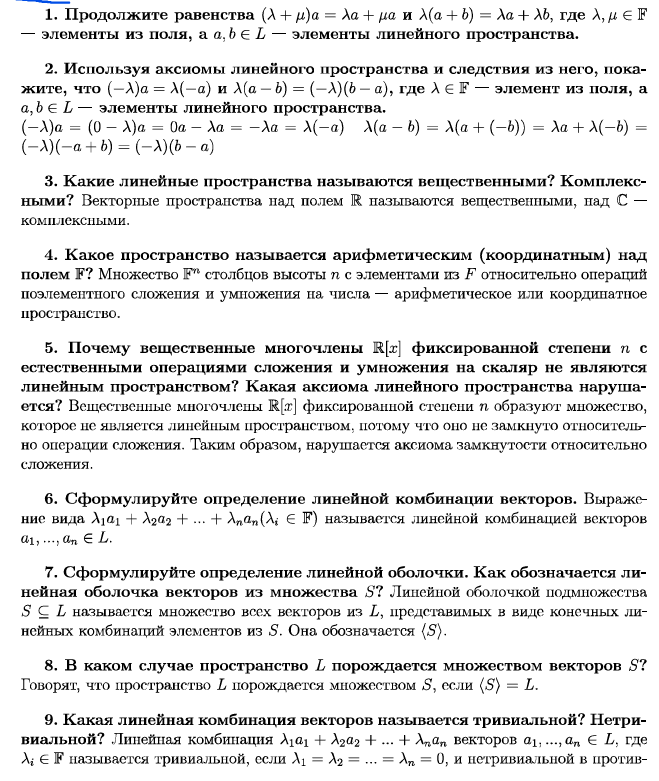 1. Продолжите равенства (λ + μ)a = λa + μa и λ(a + b) = λa + λb, где λ, μ ∈ 𝔽
— элементы из поля, а a, b ∈ L — элементы линейного пространства.
2. Используя аксиомы линейного пространства и следствия из него, пока-
жите, что (−λ)a = λ(−a) и λ(a − b) = (−λ)(b − a), где λ ∈ 𝔽 — элемент из поля, а
a, b ∈ L — элементы линейного пространства.
(−λ)a = (0 − λ)a = 0a − λa = −λa = λ(−a) λ(a − b) = λ(a + (−b)) = λa + λ(−b) =
(−λ)(−a + b) = (−λ)(b − a)
3. Какие линейные пространства называются вещественными? Комплекс-
ными? Векторные пространства над полем ℝ называются вещественными, над ℂ —
комплексными.
4. Какое пространство называется арифметическим (координатным) над
полем 𝔽? Множество 𝔽ⁿ столбцов высоты n с элементами из F относительно операций
поэлементного сложения и умножения на числа — арифметическое или координатное
пространство.
5. Почему вещественные многочлены ℝ[x] фиксированной степени n с
естественными операциями сложения и умножения на скаляр не являются
линейным пространством? Какая аксиома линейного пространства наруша-
ется? Вещественные многочлены ℝ[x] фиксированной степени n образуют множество,
которое не является линейным пространством, потому что оно не замкнуто относитель-
но операции сложения. Таким образом, нарушается аксиома замкнутости относительно
сложения.
6. Сформулируйте определение линейной комбинации векторов. Выраже-
ние вида λ₁a₁ + λ₂a₂ + ... + λₙaₙ(λᵢ ∈ 𝔽) называется линейной комбинацией векторов
a₁, ..., aₙ ∈ L.
7. Сформулируйте определение линейной оболочки. Как обозначается ли-
нейная оболочка векторов из множества S? Линейной оболочкой подмножества
S ⊆ L называется множество всех векторов из L, представимых в виде конечных ли-
нейных комбинаций элементов из S. Она обозначается ⟨S⟩.
8. В каком случае пространство L порождается множеством векторов S?
Говорят, что пространство L порождается множеством S, если ⟨S⟩ = L.
9. Какая линейная комбинация векторов называется тривиальной? Нетри-
виальной? Линейная комбинация λ₁a₁ + λ₂a₂ + ... + λₙaₙ векторов a₁, ..., aₙ ∈ L, где
λᵢ ∈ 𝔽 называется тривиальной, если λ₁ = λ₂ = ... = λₙ = 0, и нетривиальной в против-